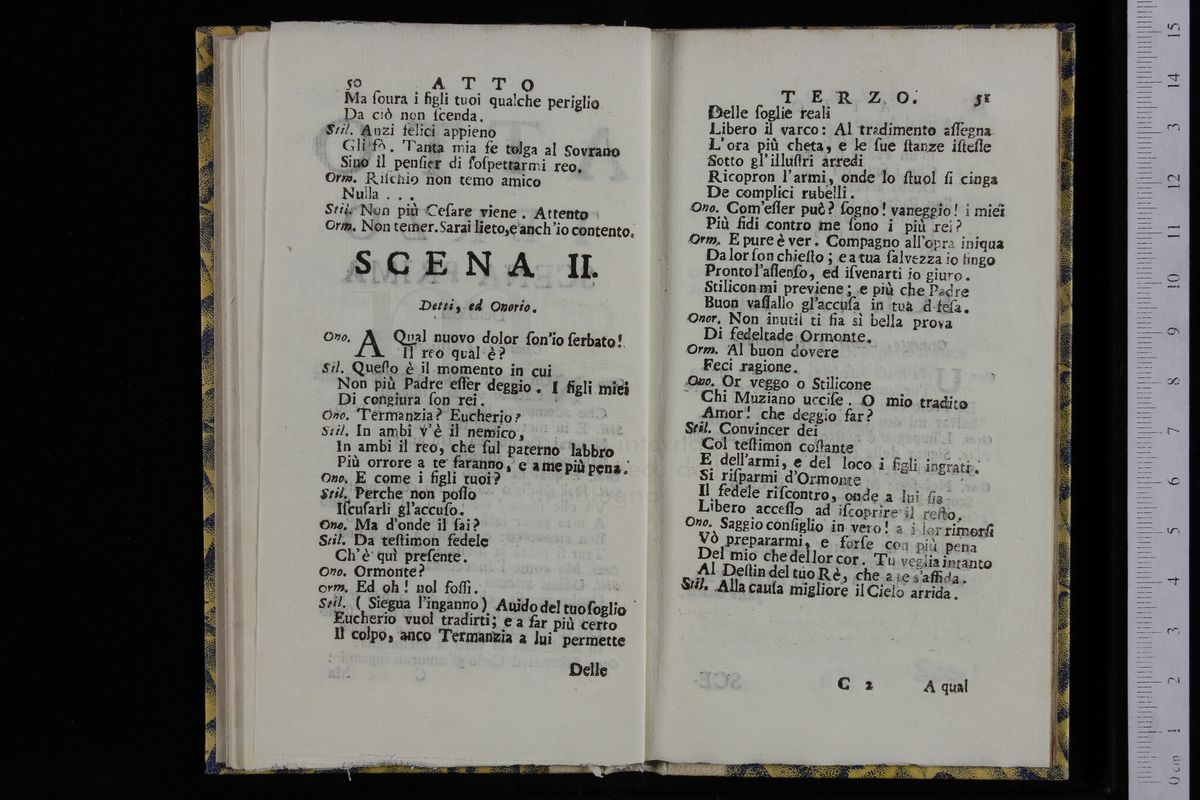 50 ATTO
Ma ſoura i figli tuoi qualche periglio
Da ciò non ſcenda.
Stil. Anzi felici appieno
Gli fò. Tanta mia fe tolga al Sovrano
Sino il penſier di ſoſpettarmi reo.
Orm. Riſchio non temo amico
Nulla . . .
Stil. Non più Ceſare viene. Attento
Orm. Non temer. Sarai lieto, e anch'io contento.
SCENA II.
Detti, ed Onorio.
Ono. A Qual nuovo dolor ſon'io ſerbato!
Il reo qual è?
Sil. Queſto è il momento in cui
Non più Padre eſſer deggio. I figli miei
Di congiura ſon rei.
Ono. Termanzia? Eucherio?
Stil. In ambi v'è il nemico,
In ambi il reo, che ſul paterno labbro
Più orrore a te faranno, e a me più pena.
Ono. E come i figli tuoi?
Stil. Perche non poſſo
Iſcuſarli gl'accuſo.
Ono. Ma d'onde il ſai?
Stil. Da teſtimon fedele
Ch'è quì preſente.
Ono. Ormonte?
orm. Ed oh! nol foſſi.
Stil. ( Siegua l'inganno) Auido del tuo ſoglio
Eucherio vuol tradirti; e a far più certo
Il colpo, anco Termanzia a lui permette
Delle
TERZO. 51
Delle ſoglie reali
Libero il varco: Al tradimento aſſegna
L'ora più cheta, e le ſue ſtanze iſteſſe
Sotto gl'illuſtri arredi
Ricopron l'armi, onde lo ſtuol ſi cinga
De complici rubelli.
Ono. Com'eſſer può? ſogno! vaneggio! i miei
Più fidi contro me ſono i più rei?
Orm. E pure è ver. Compagno all'opra iniqua
Da lor ſon chieſto; e a tua ſalvezza io fingo
Pronto l'aſſenſo, ed iſvenarti io giuro.
Stilicon mi previene; e più che Padre
Buon vaſſallo gl'accuſa in tua difeſa.
Onor. Non inutil ti ſia sì bella prova
Di fedeltade Ormonte.
Orm. Al buon dovere
Feci ragione.
Ono. Or veggo o Stilicone
Chi Muziano ucciſe. O mio tradito
Amor! che deggio far?
Stil. Convincer dei
Col teſtimon coſtante
E dell'armi, e del loco i figli ingrati.
Si riſparmi d'Ormonte
Il fedele riſcontro, onde a lui ſia
Libero acceſſo ad iſcoprire il reſto.
Ono. Saggio conſiglio in vero! a i lor rimorſi
Vò prepararmi, e forſe con più pena
Del mio che del lor cor. Tu veglia intanto
Al Deſtin del tuo Rè, che a te s'affida.
Stil. Alla cauſa migliore il Cielo arrida.
C 2 A qual